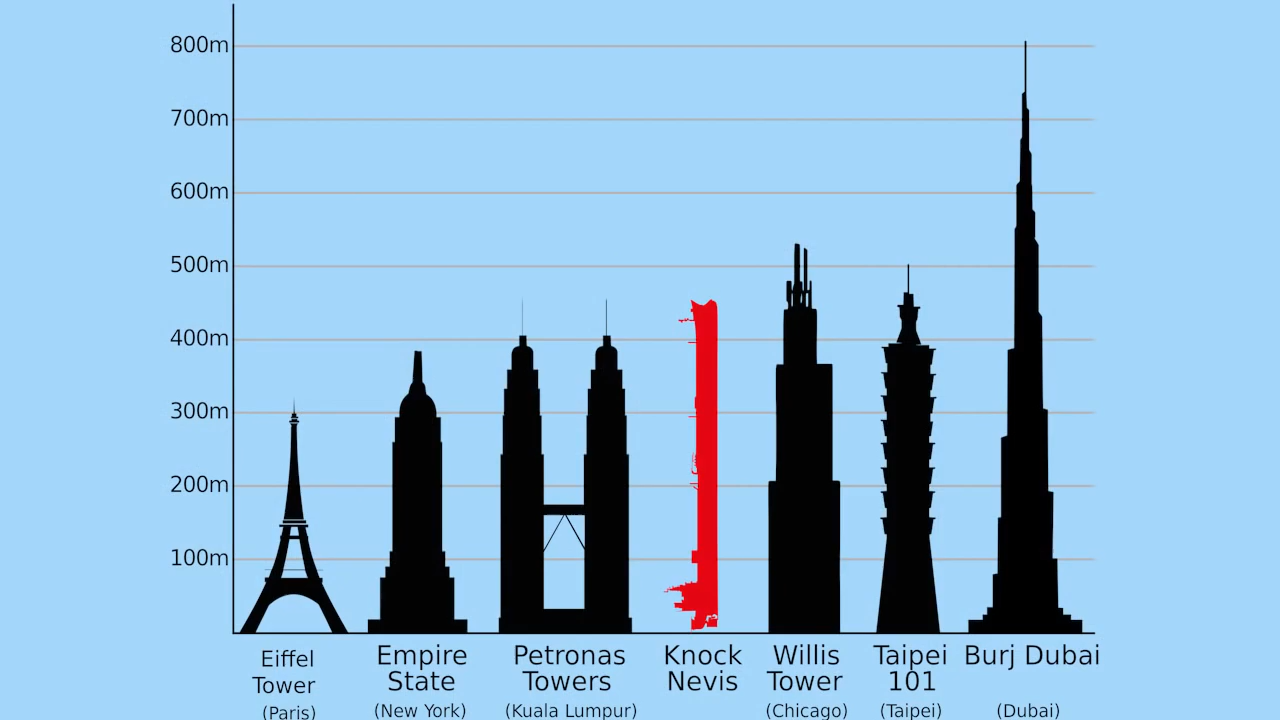 800m
700m
600m
500m
400m
300m
200m
100m
Eiffel
Tower
(Paris)
Empire
State
(New York)
Petronas
Towers
(Kuala Lumpur)
Knock
Nevis
Willis
Tower
(Chicago)
Taipei
101
(Taipei)
Burj Dubai
(Dubai)